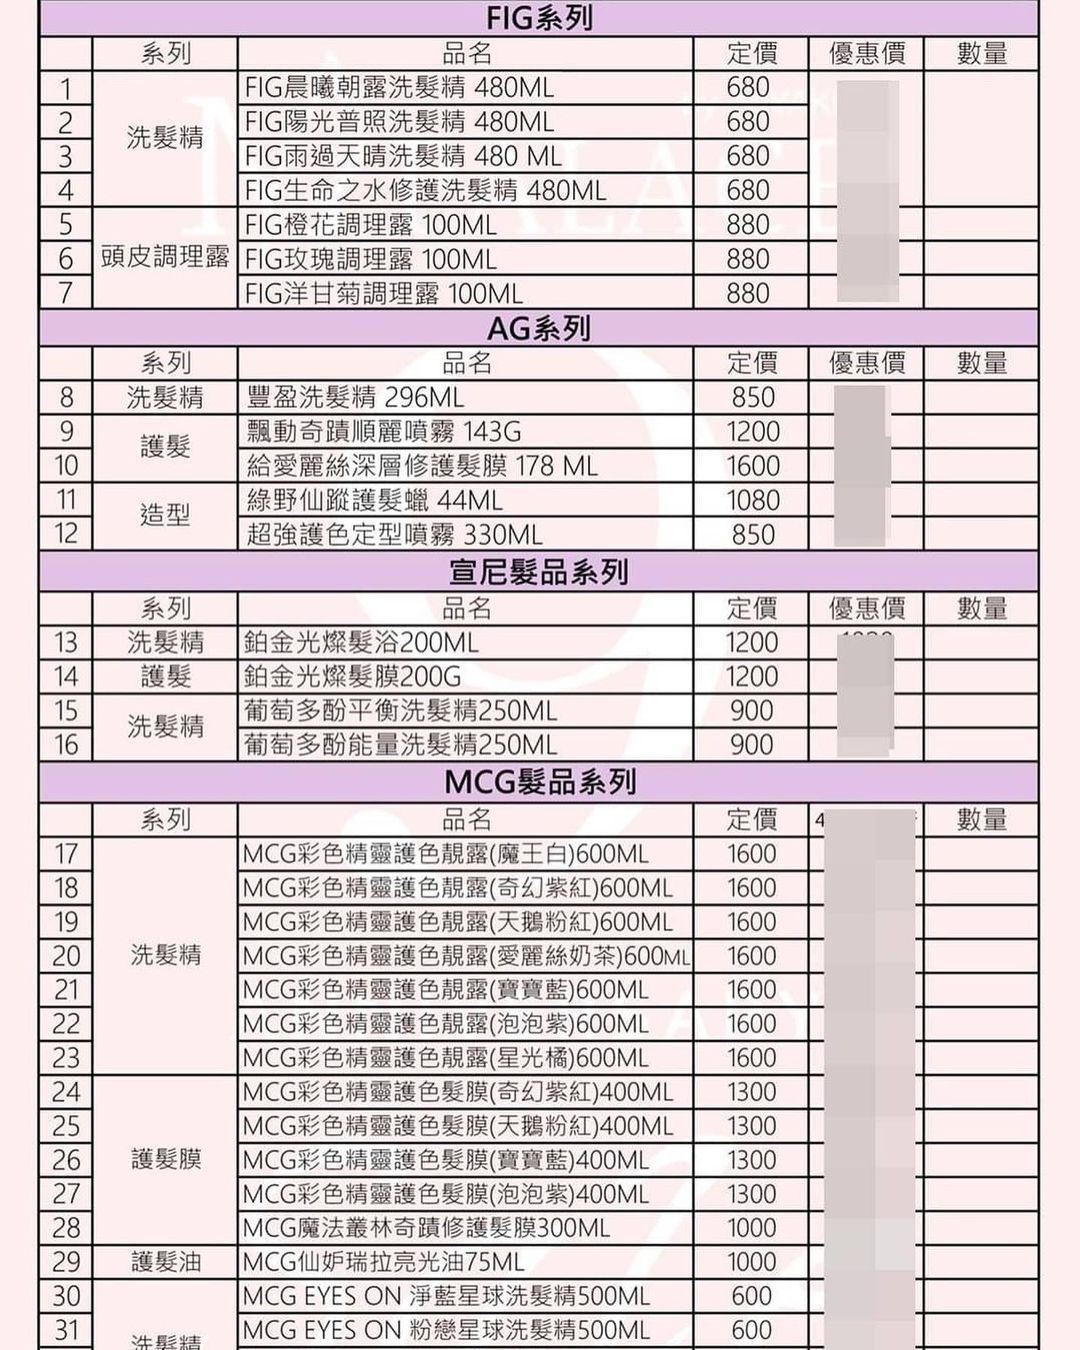 FIG系列
系列 品名 定價 優惠價 數量
1 洗髮精 FIG晨曦朝露洗髮精 480ML 680
2 FIG陽光普照洗髮精 480ML 680
3 FIG雨過天晴洗髮精 480 ML 680
4 FIG生命之水修護洗髮精 480ML 680
5 頭皮調理露 FIG橙花調理露 100ML 880
6 FIG玫瑰調理露 100ML 880
7 FIG洋甘菊調理露 100ML 880
AG系列
系列 品名 定價 優惠價 數量
8 洗髮精 豐盈洗髮精 296ML 850
9 護髮 飄動奇蹟順麗噴霧 143G 1200
10 給愛麗絲深層修護髮膜 178 ML 1600
11 造型 綠野仙蹤護髮蠟 44ML 1080
12 超強護色定型噴霧 330ML 850
宣尼髮品系列
系列 品名 定價 優惠價 數量
13 洗髮精 鉑金光燦髮浴200ML 1200
14 護髮 鉑金光燦髮膜200G 1200
15 洗髮精 葡萄多酚平衡洗髮精250ML 900
16 葡萄多酚能量洗髮精250ML 900
MCG髮品系列
系列 品名 定價 數量
17 洗髮精 MCG彩色精靈護色靚露(魔王白)600ML 1600
18 MCG彩色精靈護色靚露(奇幻紫紅)600ML 1600
19 MCG彩色精靈護色靚露(天鵝粉紅)600ML 1600
20 MCG彩色精靈護色靚露(愛麗絲奶茶)600ML 1600
21 MCG彩色精靈護色靚露(寶寶藍)600ML 1600
22 MCG彩色精靈護色靚露(泡泡紫)600ML 1600
23 MCG彩色精靈護色靚露(星光橘)600ML 1600
24 護髮膜 MCG彩色精靈護色髮膜(奇幻紫紅)400ML 1300
25 MCG彩色精靈護色髮膜(天鵝粉紅)400ML 1300
26 MCG彩色精靈護色髮膜(寶寶藍)400ML 1300
27 MCG彩色精靈護色髮膜(泡泡紫)400ML 1300
28 MCG魔法叢林奇蹟修護髮膜300ML 1000
29 護髮油 MCG仙妒瑞拉亮光油75ML 1000
30 洗髮精 MCG EYES ON 淨藍星球洗髮精500ML 600
31 MCG EYES ON 粉戀星球洗髮精500ML 600